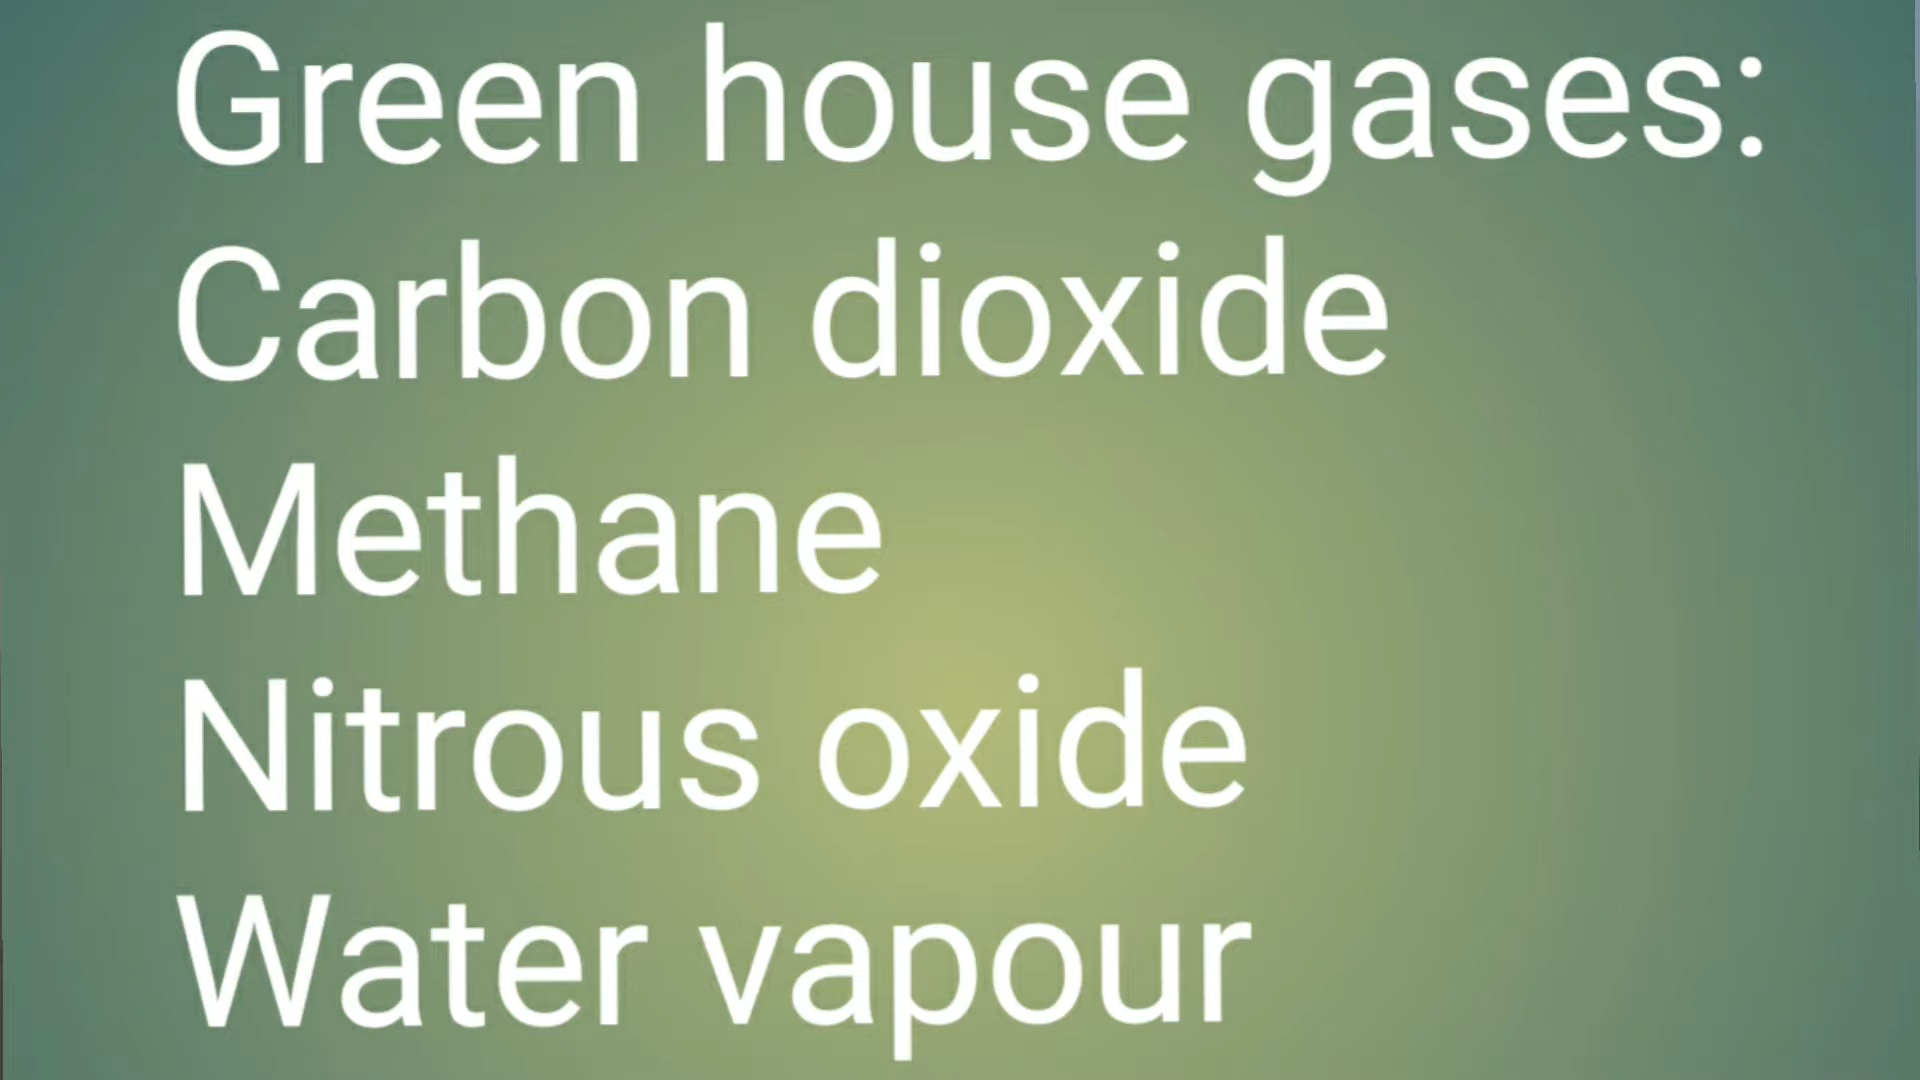 Green house gases:
Carbon dioxide
Methane
Nitrous oxide
Water vapour